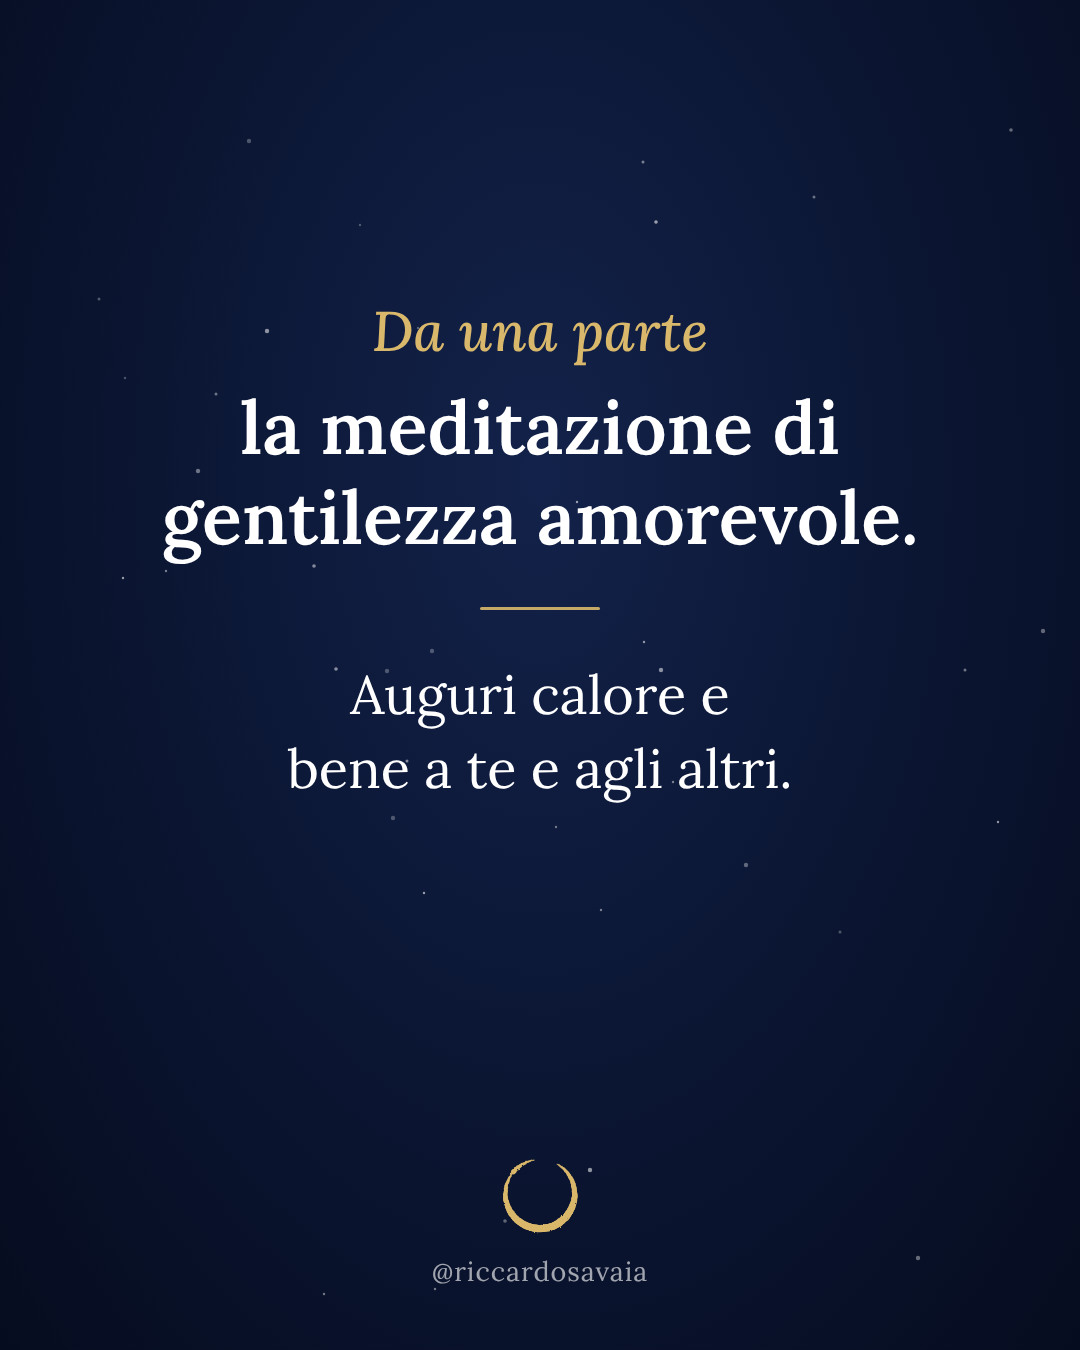 Da una parte
la meditazione di
gentilezza amorevole.
Auguri calore e
bene a te e agli altri.
@riccardosavaia